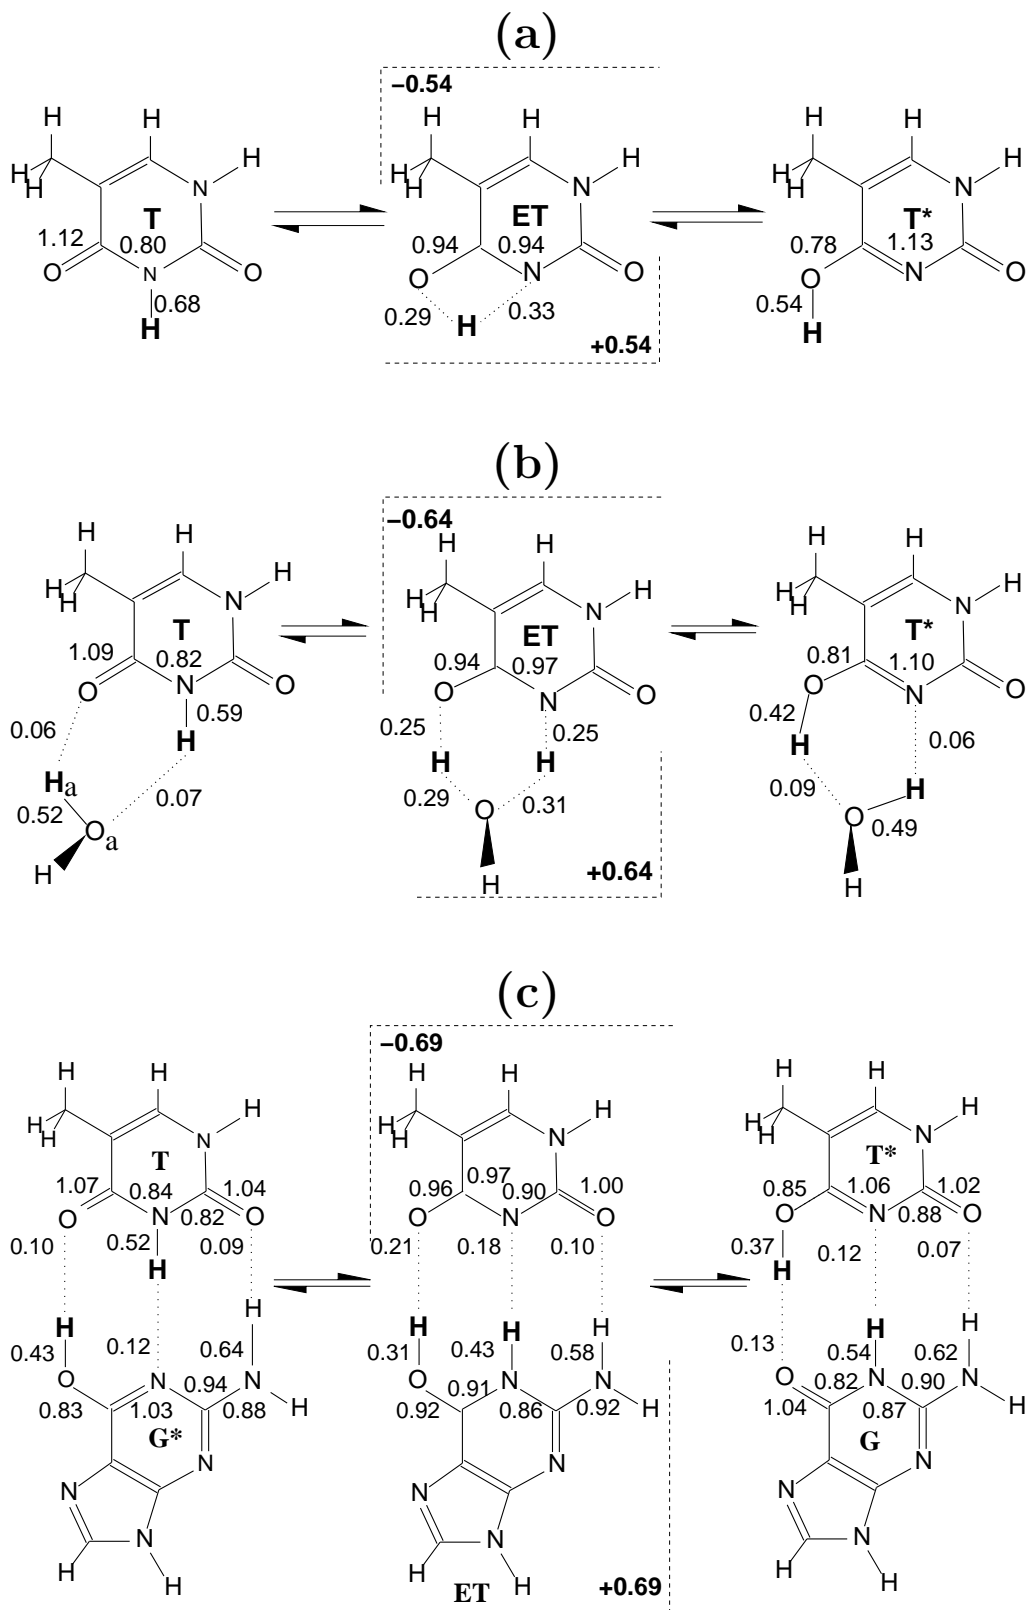 (a)
−0.54
H H H H H H
H H H H H H
H H H
N N N
T ET T*
1.12 0.80 0.94 0.94 0.78 1.13
O N O O N O O N O
0.68 0.29 0.33 0.54
H H H
+0.54
(b)
−0.64
H H H H H H
H H H H H H
H H H
N N N
T ET T*
1.09 0.82 0.94 0.97 0.81 1.10
O N O O N O O N O
0.06 0.59 0.25 0.25 0.42 0.06
H H H H
Ha 0.07 0.29 0.31 0.09 H
0.52 Oa O O 0.49
H H H
+0.64
(c)
−0.69
H H H H H H
H H H H H H
H H H
N N N
T T*
1.07 0.84 1.04 0.96 0.97 0.90 1.00 0.85 1.06 1.02
O N 0.82 O O N O O N 0.88 O
0.10 0.52 0.09 0.21 0.18 0.10 0.37 0.12 0.07
H H
H H
H H H H H H
0.43 0.12 0.64 0.31 0.43 0.58 0.13 0.54 0.62
O N 0.94 N O 0.91 N N O 0.82 N 0.90 N
0.83 1.03 0.88 H 0.92 0.86 0.92 H 1.04 0.87 H
G* G
N N N N N N
N N N
H H H H H H
ET
+0.69